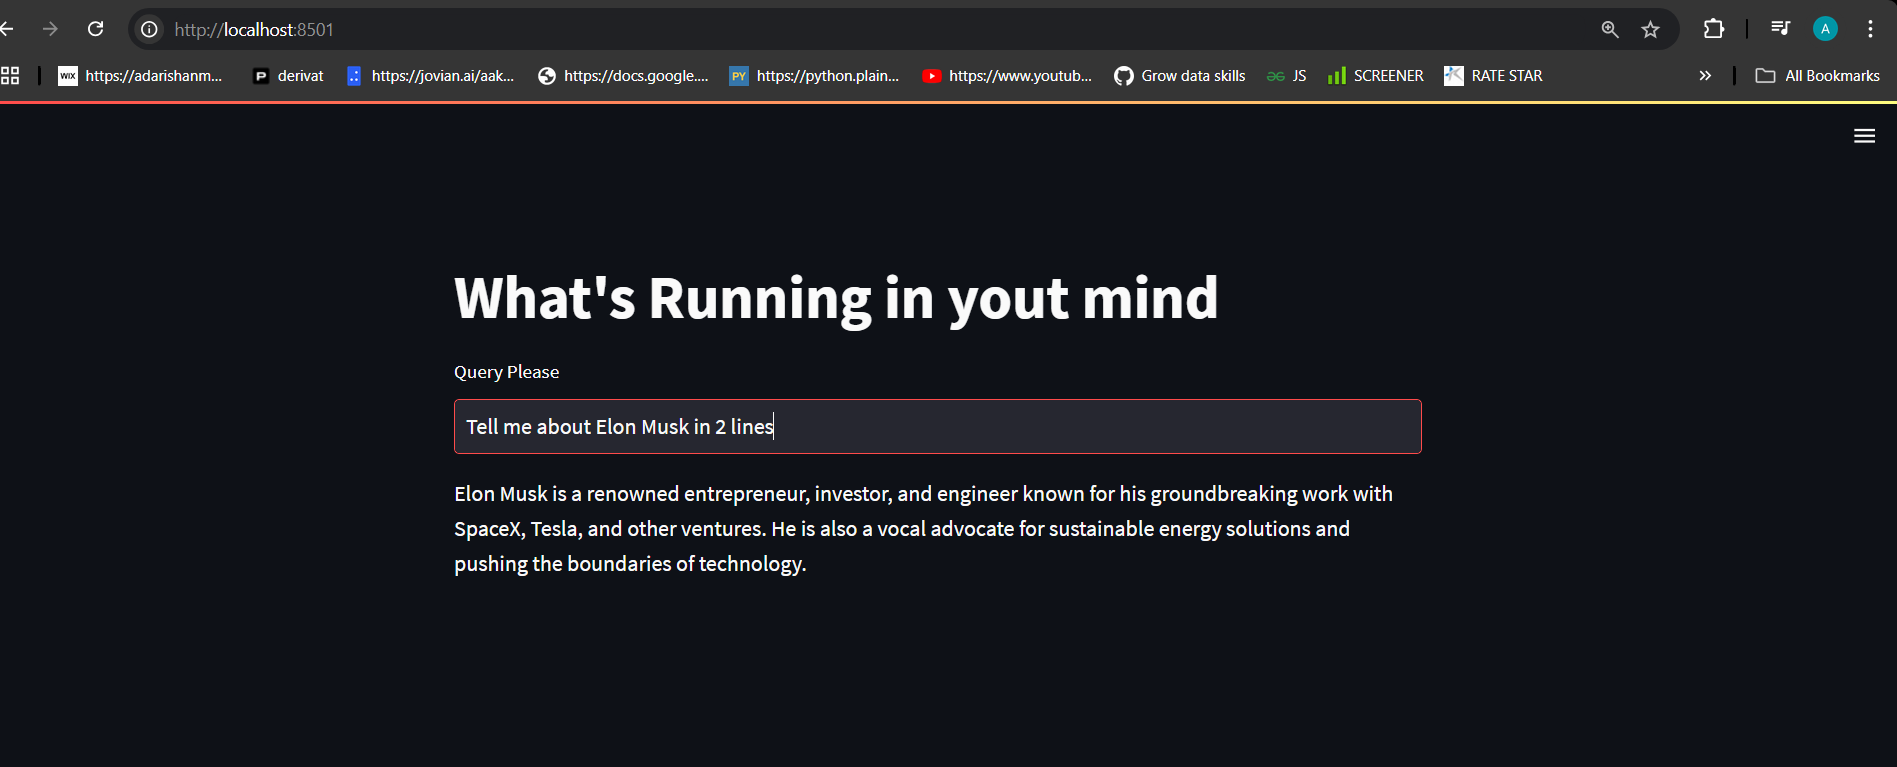 http://localhost:8501
WIX https://adarishanm... P derivat https://jovian.ai/aak... https://docs.google.... PY https://python.plain... https://www.youtub... Grow data skills JS SCREENER RATE STAR » All Bookmarks
A
What's Running in yout mind
Query Please
Tell me about Elon Musk in 2 lines
Elon Musk is a renowned entrepreneur, investor, and engineer known for his groundbreaking work with
SpaceX, Tesla, and other ventures. He is also a vocal advocate for sustainable energy solutions and
pushing the boundaries of technology.